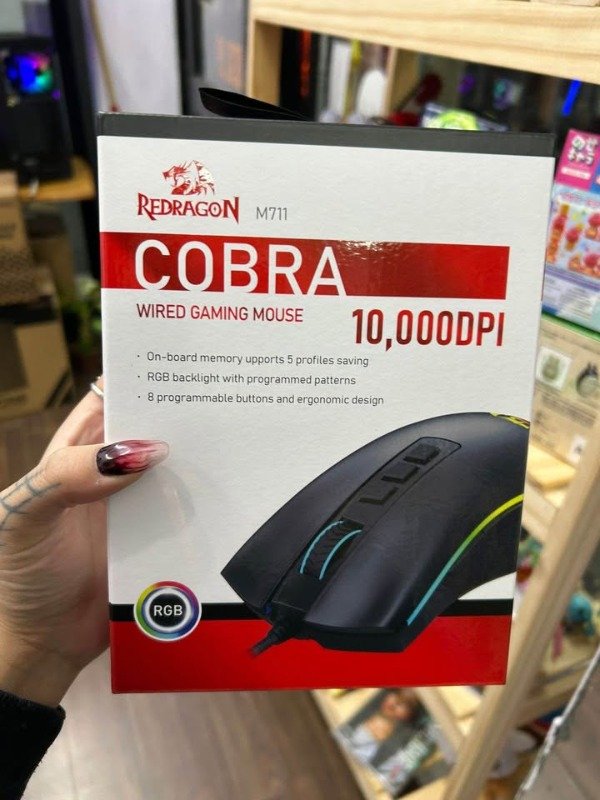 REDRAGON M711
COBRA
WIRED GAMING MOUSE
10,000DPI
· On-board memory upports 5 profiles saving
· RGB backlight with programmed patterns
· 8 programmable buttons and ergonomic design
RGB